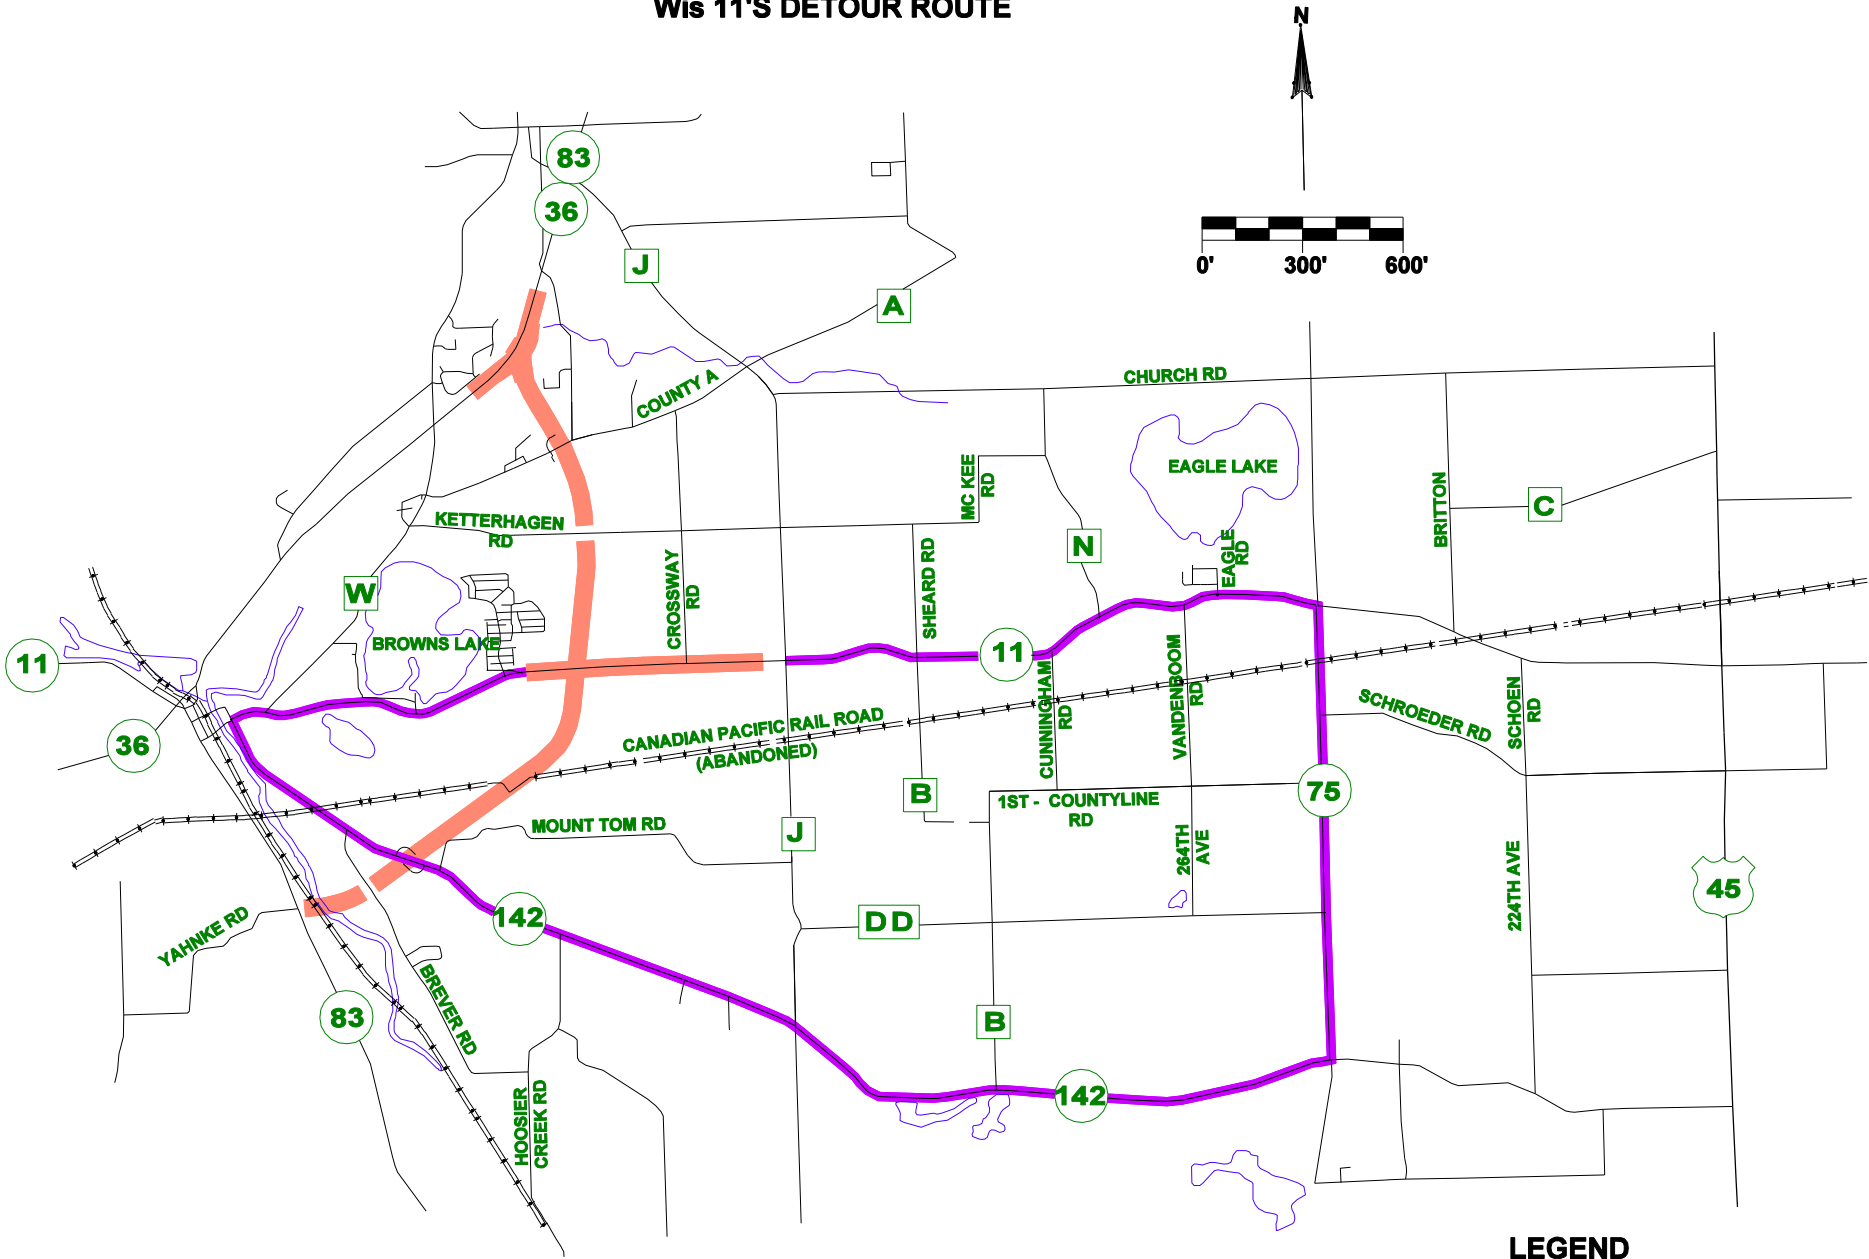 Wis 11'S DETOUR ROUTE
N
0' 300' 600'
83
36
J
A
COUNTY A
CHURCH RD
EAGLE LAKE
MC KEE
RD
BRITTON
C
KETTERHAGEN
RD
N
EAGLE
RD
CROSSWAY
RD
SHEARD RD
W
BROWNS LAKE
11
11
36
CUNNINGHAM
RD
VANDENBOOM
RD
SCHROEDER RD
SCHOEN
RD
CANADIAN PACIFIC RAIL ROAD
(ABANDONED)
B
75
1ST - COUNTYLINE
RD
MOUNT TOM RD
J
264TH
AVE
224TH AVE
45
142
DD
YAHNKE RD
BREVER RD
83
B
142
HOOSIER
CREEK RD
LEGEND